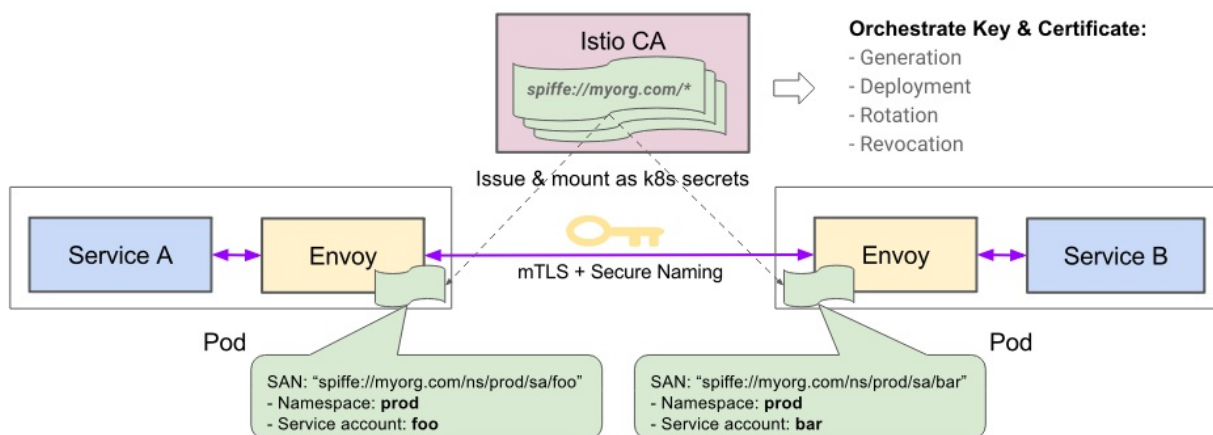 Istio CA
spiffe://myorg.com/*
Orchestrate Key & Certificate:
- Generation
- Deployment
- Rotation
- Revocation
Issue & mount as k8s secrets
Service A
Envoy
mTLS + Secure Naming
Envoy
Service B
Pod
Pod
SAN: “spiffe://myorg.com/ns/prod/sa/foo”
- Namespace: prod
- Service account: foo
SAN: “spiffe://myorg.com/ns/prod/sa/bar”
- Namespace: prod
- Service account: bar